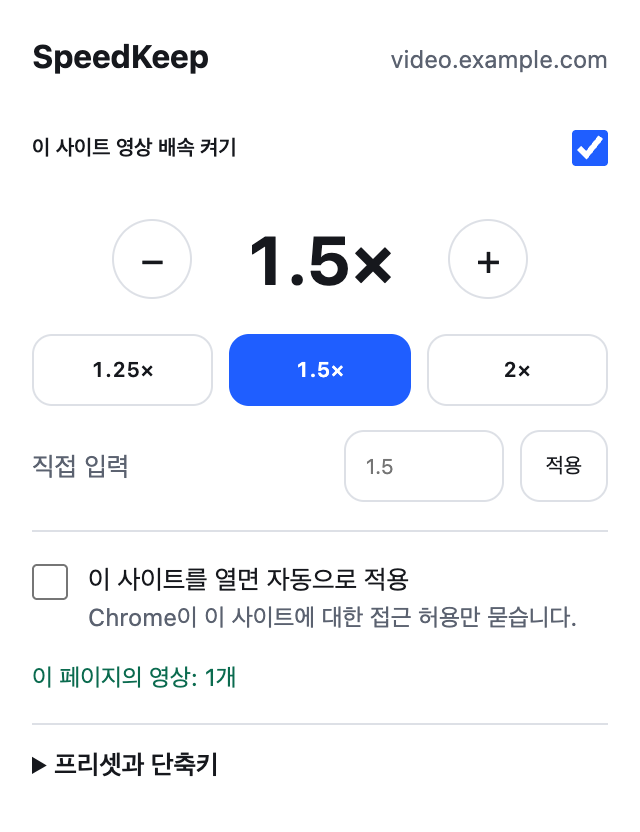 SpeedKeep
video.example.com
이 사이트 영상 배속 켜기
− 1.5× +
1.25× 1.5× 2×
직접 입력 1.5 적용
이 사이트를 열면 자동으로 적용
Chrome이 이 사이트에 대한 접근 허용만 묻습니다.
이 페이지의 영상: 1개
▶ 프리셋과 단축키